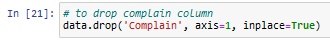 In [21]: # to drop complain column
data.drop('Complain', axis=1, inplace=True)